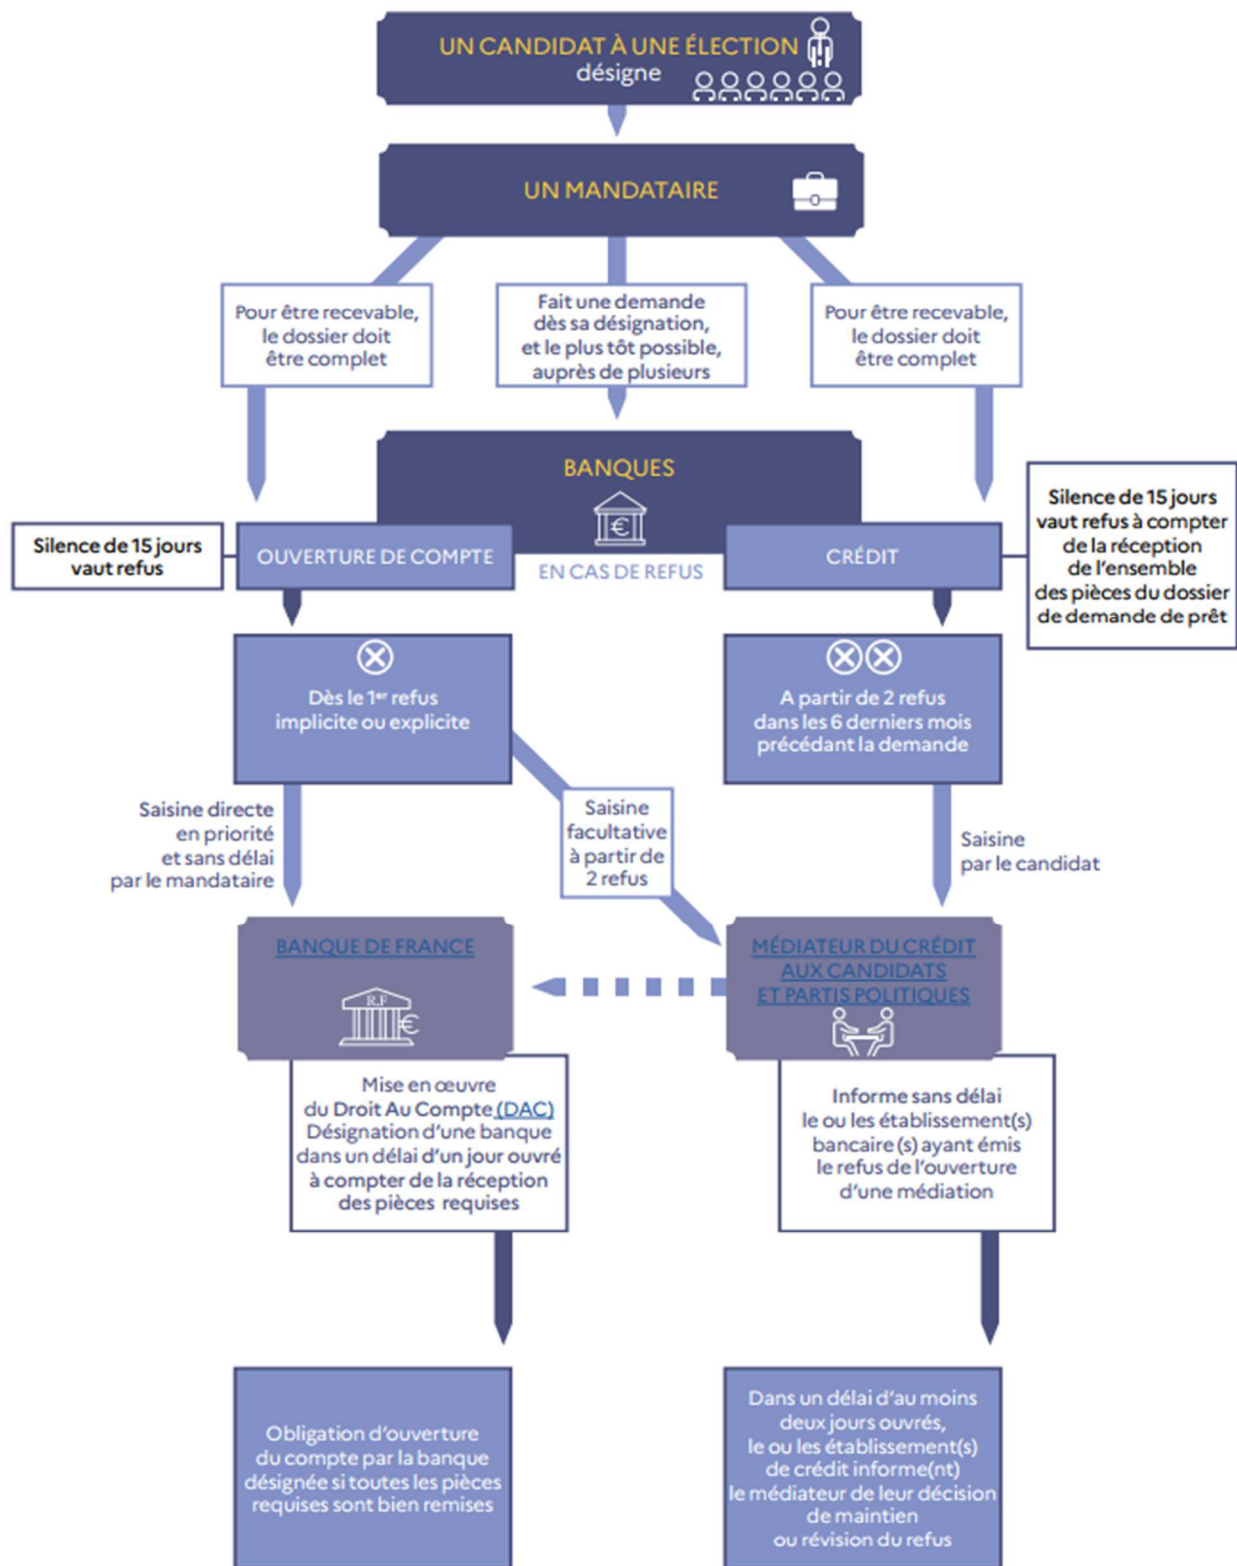 UN CANDIDAT À UNE ÉLECTION
désigne
UN MANDATAIRE
Pour être recevable,
le dossier doit
être complet
Fait une demande
dès sa désignation,
et le plus tôt possible,
auprès de plusieurs
Pour être recevable,
le dossier doit
être complet
BANQUES
€
Silence de 15 jours
vaut refus
OUVERTURE DE COMPTE
EN CAS DE REFUS
CRÉDIT
Silence de 15 jours
vaut refus à compter
de la réception
de l'ensemble
des pièces du dossier
de demande de prêt
Dès le 1er refus
implicite ou explicite
A partir de 2 refus
dans les 6 derniers mois
précédant la demande
Saisine directe
en priorité
et sans délai
par le mandataire
Saisine
facultative
à partir de
2 refus
Saisine
par le candidat
BANQUE DE FRANCE
R.F
€
MÉDIATEUR DU CRÉDIT
AUX CANDIDATS
ET PARTIS POLITIQUES
Mise en œuvre
du Droit Au Compte (DAC)
Désignation d'une banque
dans un délai d'un jour ouvré
à compter de la réception
des pièces requises
Informe sans délai
le ou les établissement(s)
bancaire (s) ayant émis
le refus de l'ouverture
d'une médiation
Obligation d'ouverture
du compte par la banque
désignée si toutes les pièces
requises sont bien remises
Dans un délai d'au moins
deux jours ouvrés,
le ou les établissement(s)
de crédit informe(nt)
le médiateur de leur décision
de maintien
ou révision du refus